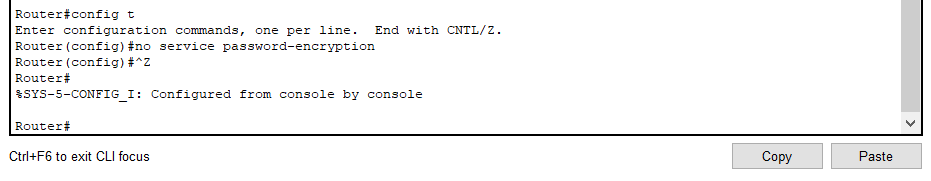 Router#config t
Enter configuration commands, one per line.  End with CNTL/Z.
Router(config)#no service password-encryption
Router(config)#^Z
Router#
%SYS-5-CONFIG_I: Configured from console by console
Router#
Ctrl+F6 to exit CLI focus
Copy
Paste